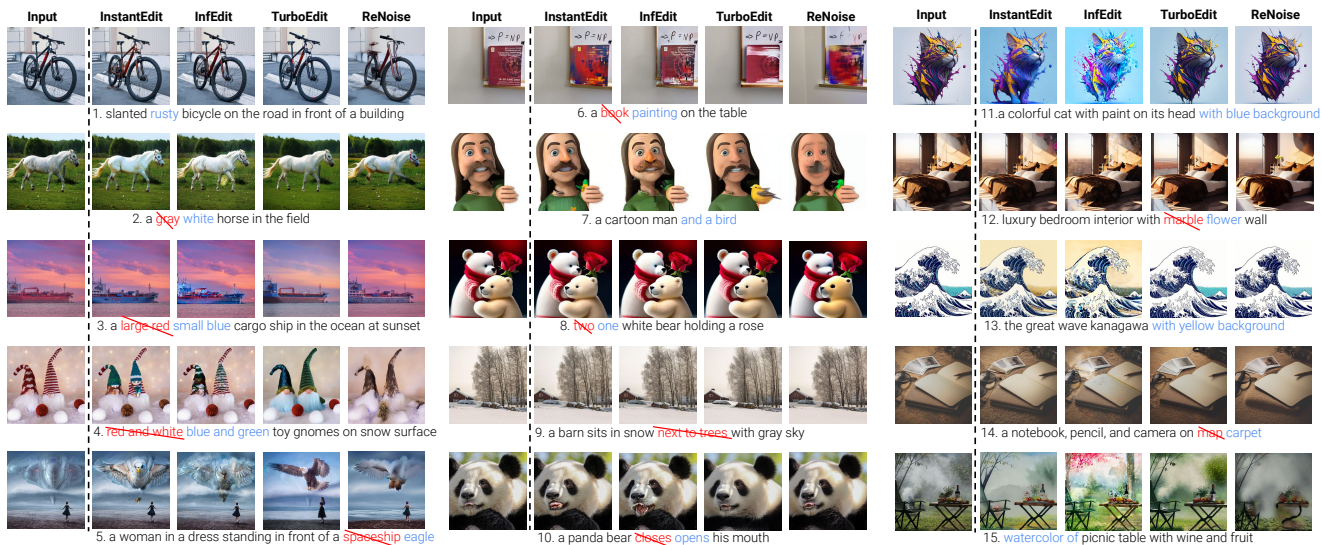 Input InstantEdit InfEdit TurboEdit ReNoise
1. slanted rusty bicycle on the road in front of a building
2. a gray white horse in the field
3. a large red small blue cargo ship in the ocean at sunset
4. red and white blue and green toy gnomes on snow surface
5. a woman in a dress standing in front of a spaceship eagle
Input InstantEdit InfEdit TurboEdit ReNoise
6. a book painting on the table
7. a cartoon man and a bird
8. two one white bear holding a rose
9. a barn sits in snow next to trees with gray sky
10. a panda bear closes opens his mouth
Input InstantEdit InfEdit TurboEdit ReNoise
11.a colorful cat with paint on its head with blue background
12. luxury bedroom interior with marble flower wall
13. the great wave kanagawa with yellow background
14. a notebook, pencil, and camera on map carpet
15. watercolor of picnic table with wine and fruit